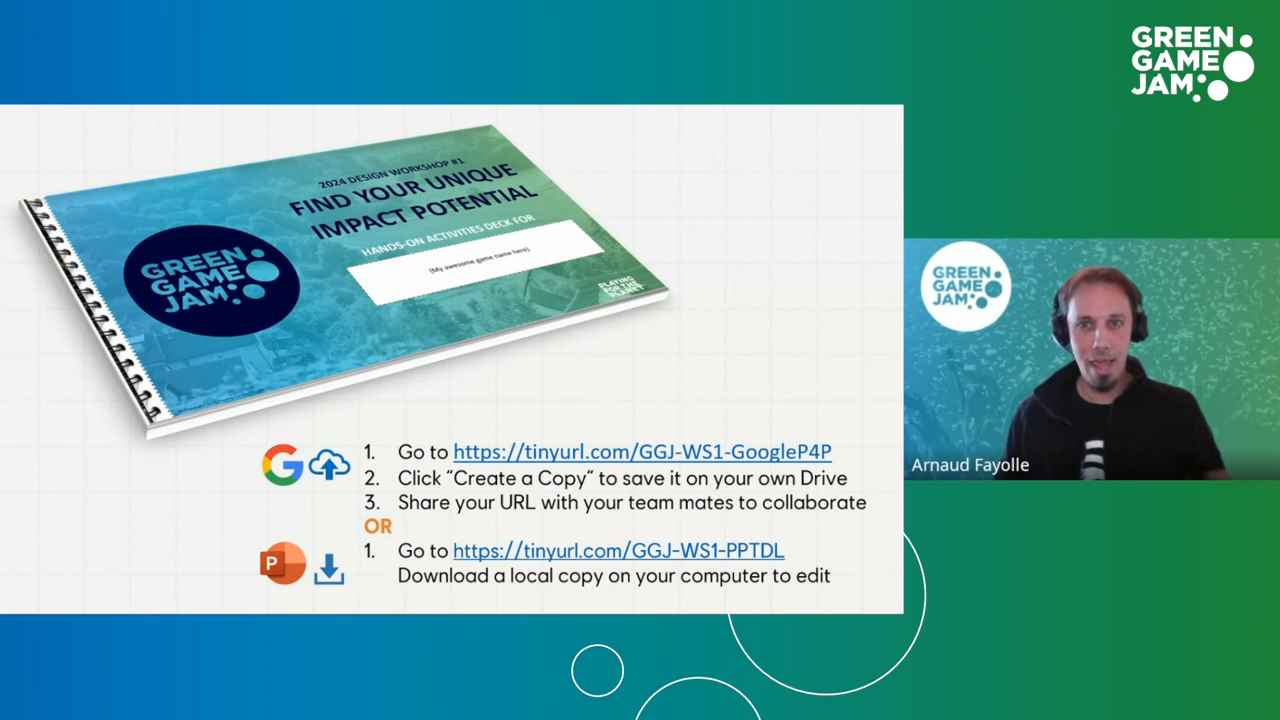 GREEN
GAME
JAM
2024 DESIGN WORKSHOP #1
FIND YOUR UNIQUE
IMPACT POTENTIAL
HANDS-ON ACTIVITIES DECK FOR
(My awesome game name here)
GREEN
GAME
JAM
PLAYING
FOR THE
PLANET
1. Go to https://tinyurl.com/GGJ-WS1-GoogleP4P
2. Click “Create a Copy” to save it on your own Drive
3. Share your URL with your team mates to collaborate
OR
P
1. Go to https://tinyurl.com/GGJ-WS1-PPTDL
Download a local copy on your computer to edit
GREEN
GAME
JAM
Arnaud Fayolle